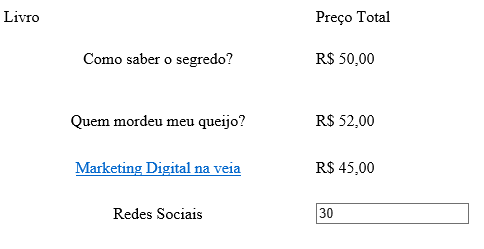 Livro Preço Total
Como saber o segredo? R$ 50,00
Quem mordeu meu queijo? R$ 52,00
Marketing Digital na veia R$ 45,00
Redes Sociais 30